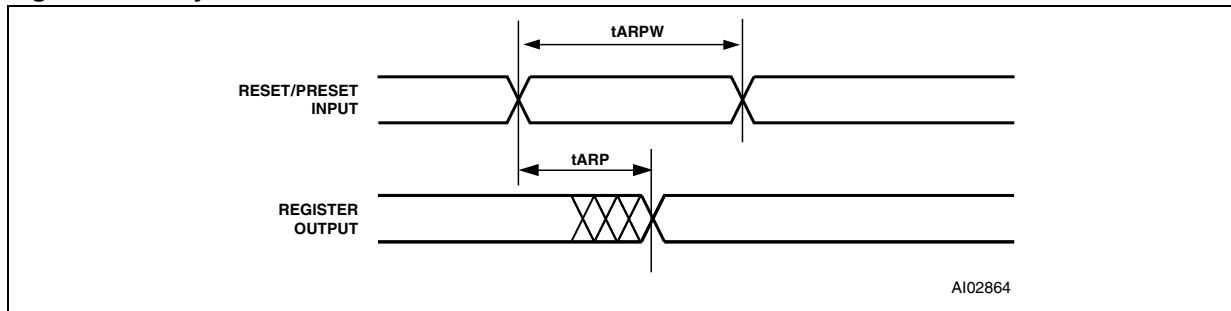 tARPW
RESET/PRESET
INPUT
tARP
REGISTER
OUTPUT
AI02864